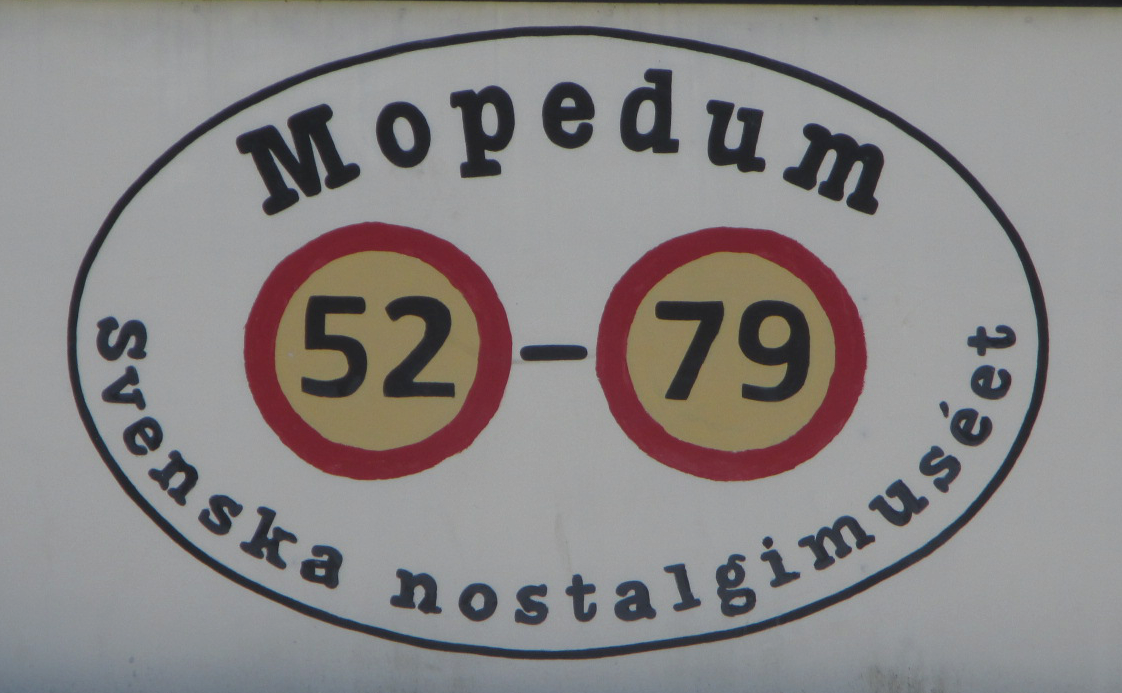 Mopedum
52 – 79
Svenska nostalgimuséet